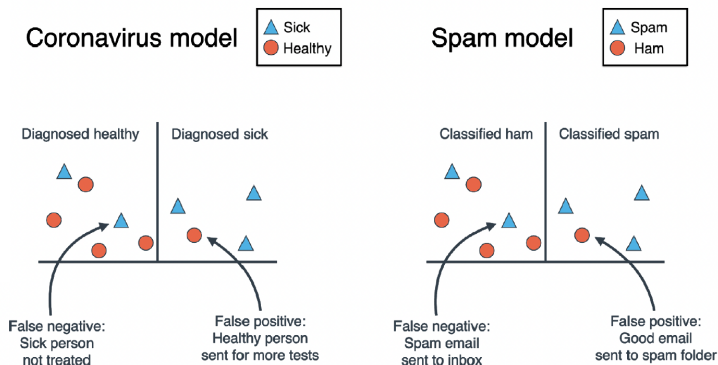 Coronavirus model
Sick
Healthy
Diagnosed healthy
Diagnosed sick
False negative:
Sick person
not treated
False positive:
Healthy person
sent for more tests
Spam model
Spam
Ham
Classified ham
Classified spam
False negative:
Spam email
sent to inbox
False positive:
Good email
sent to spam folder